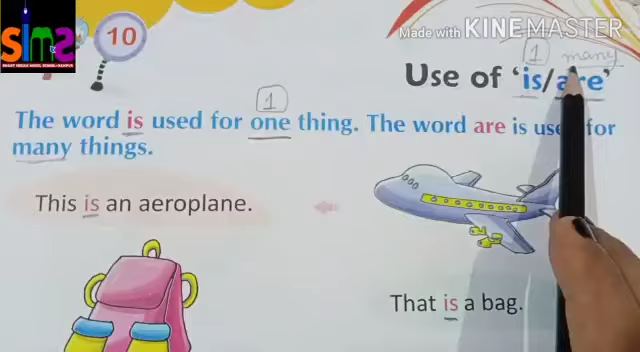 Made with KINEMASTER
SIMS
10
1 many
Use of 'is/are'
1
The word is used for one thing. The word are is used for
many things.
This is an aeroplane.
That is a bag.